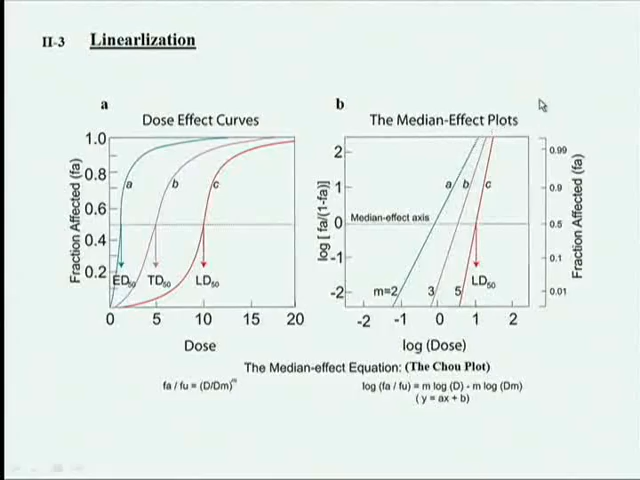 II-3 Linearlization
a
Dose Effect Curves
Fraction Affected (fa)
1.0
0.8
0.6
0.4
0.2
a
b
c
ED50
TD50
LD50
0
5
10
15
20
Dose
b
The Median-Effect Plots
log [ fa/(1-fa)]
2
1
0
-1
-2
Median-effect axis
a
b
c
m=2
3
5
LD50
0.99
0.9
0.5
0.1
0.01
Fraction Affected (fa)
-2
-1
0
1
2
log (Dose)
The Median-effect Equation: (The Chou Plot)
fa / fu = (D/Dm)m
log (fa / fu) = m log (D) - m log (Dm)
( y = ax + b)